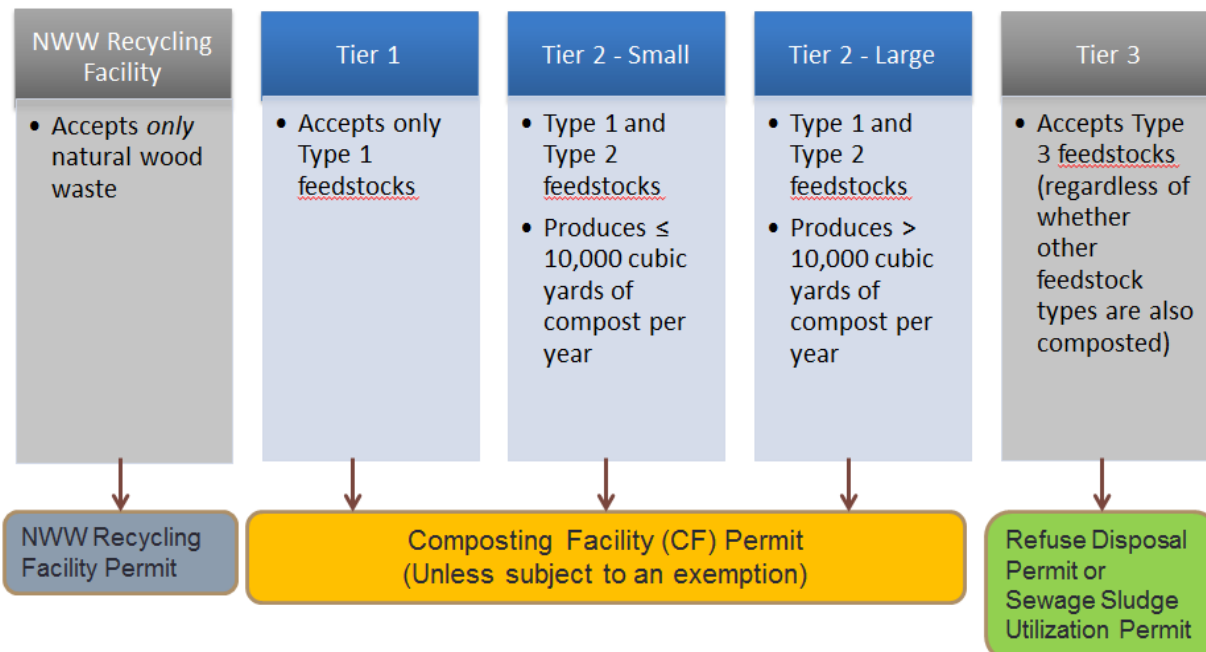 NWW Recycling
Facility
• Accepts only
natural wood
waste
Tier 1
• Accepts only
Type 1
feedstocks
Tier 2 - Small
• Type 1 and
Type 2
feedstocks
• Produces ≤
10,000 cubic
yards of
compost per
year
Tier 2 - Large
• Type 1 and
Type 2
feedstocks
• Produces >
10,000 cubic
yards of
compost per
year
Tier 3
• Accepts Type
3 feedstocks
(regardless of
whether
other
feedstock
types are also
composted)
NWW Recycling
Facility Permit
Composting Facility (CF) Permit
(Unless subject to an exemption)
Refuse Disposal
Permit or
Sewage Sludge
Utilization Permit